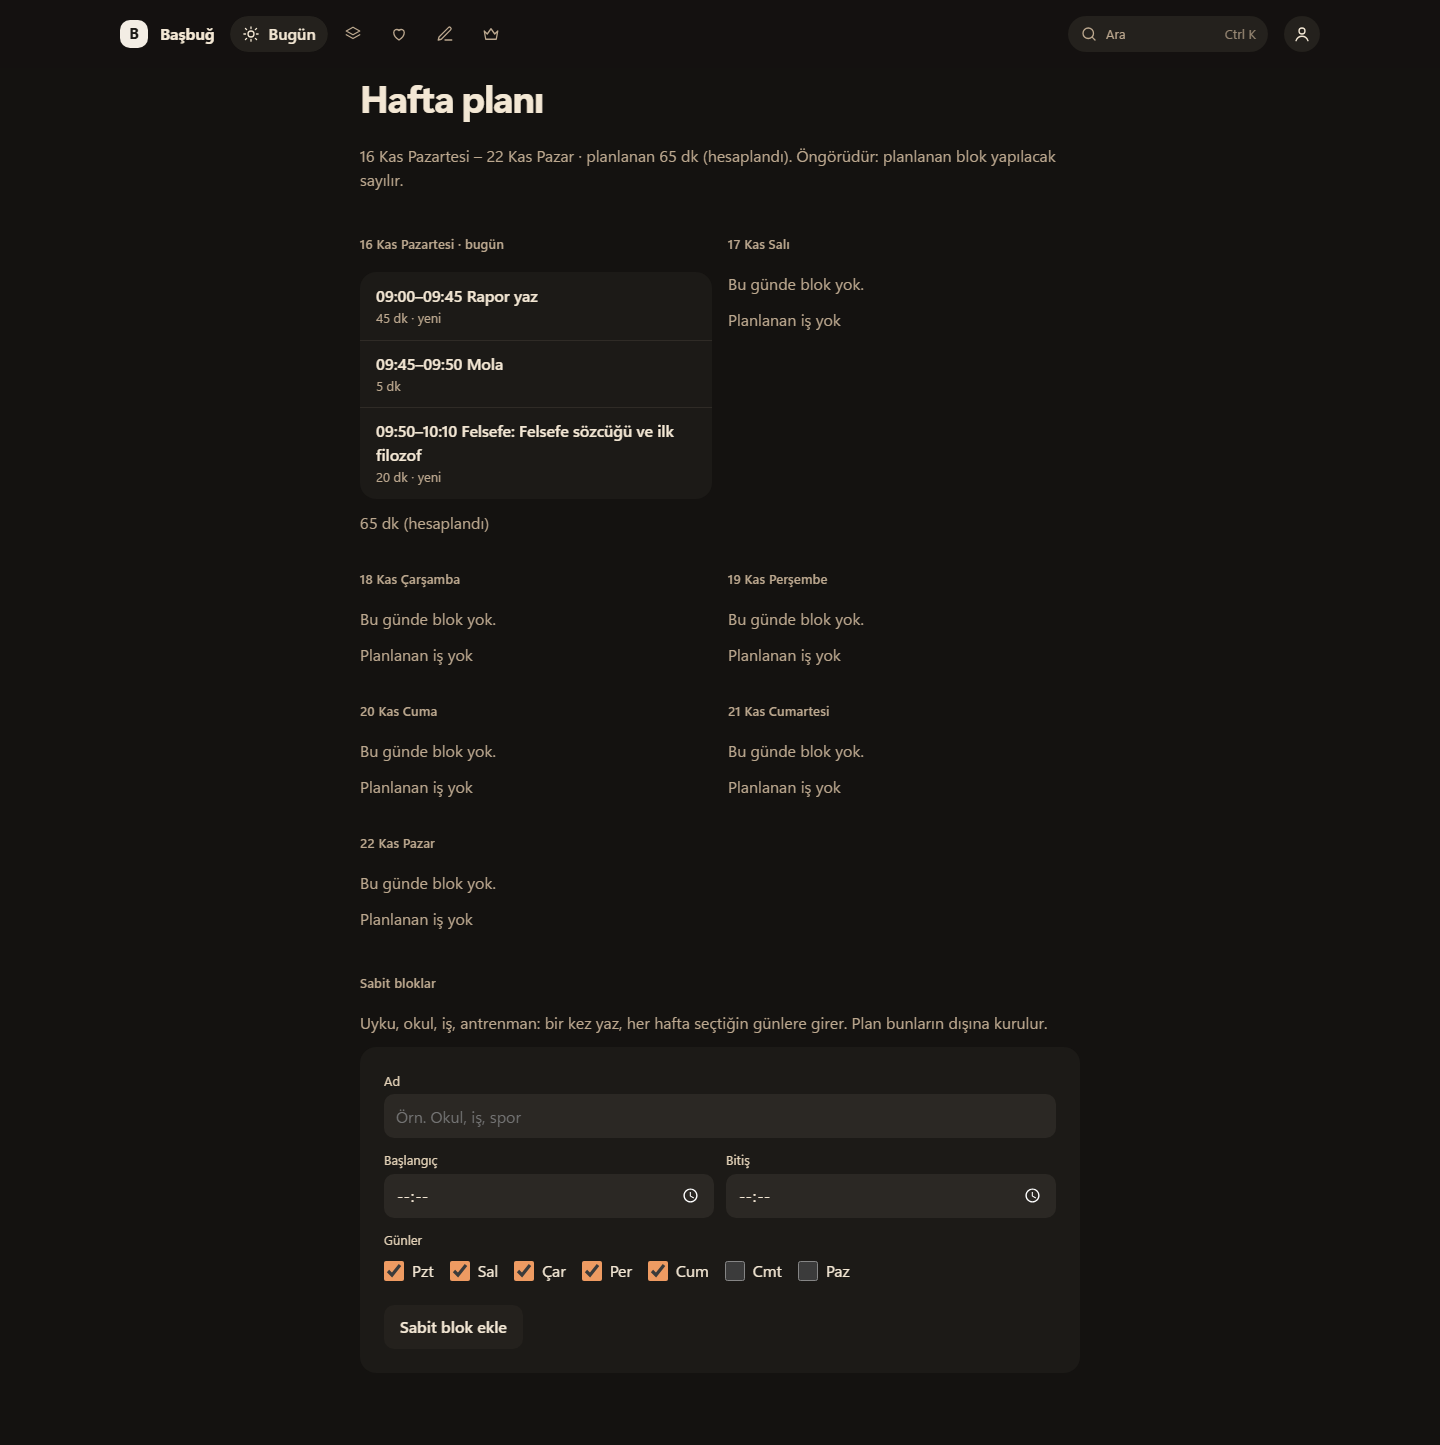 B Başbuğ Bugün Ara Ctrl K
Hafta planı
16 Kas Pazartesi – 22 Kas Pazar · planlanan 65 dk (hesaplandı). Öngörüdür: planlanan blok yapılacak
sayılır.
16 Kas Pazartesi · bugün
09:00–09:45 Rapor yaz
45 dk · yeni
09:45–09:50 Mola
5 dk
09:50–10:10 Felsefe: Felsefe sözcüğü ve ilk
filozof
20 dk · yeni
65 dk (hesaplandı)
17 Kas Salı
Bu günde blok yok.
Planlanan iş yok
18 Kas Çarşamba
Bu günde blok yok.
Planlanan iş yok
19 Kas Perşembe
Bu günde blok yok.
Planlanan iş yok
20 Kas Cuma
Bu günde blok yok.
Planlanan iş yok
21 Kas Cumartesi
Bu günde blok yok.
Planlanan iş yok
22 Kas Pazar
Bu günde blok yok.
Planlanan iş yok
Sabit bloklar
Uyku, okul, iş, antrenman: bir kez yaz, her hafta seçtiğin günlere girer. Plan bunların dışına kurulur.
Ad
Örn. Okul, iş, spor
Başlangıç Bitiş
--:-- --:--
Günler
Pzt Sal Çar Per Cum Cmt Paz
Sabit blok ekle